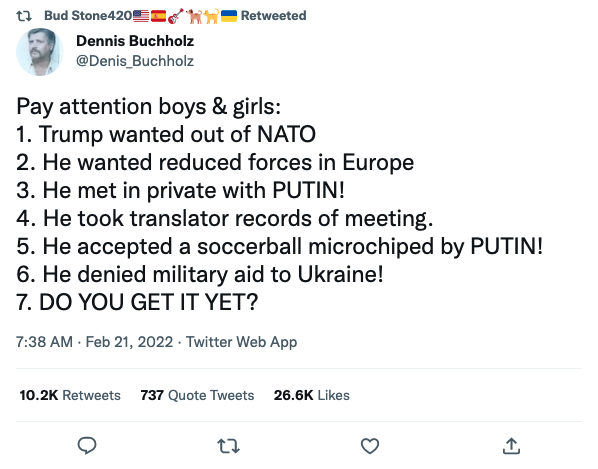 Bud Stone420🇺🇸🇪🇸🎸🐕🐈🇺🇦 Retweeted
Dennis Buchholz
@Denis_Buchholz
Pay attention boys & girls:
1. Trump wanted out of NATO
2. He wanted reduced forces in Europe
3. He met in private with PUTIN!
4. He took translator records of meeting.
5. He accepted a soccerball microchiped by PUTIN!
6. He denied military aid to Ukraine!
7. DO YOU GET IT YET?
7:38 AM · Feb 21, 2022 · Twitter Web App
10.2K Retweets 737 Quote Tweets 26.6K Likes